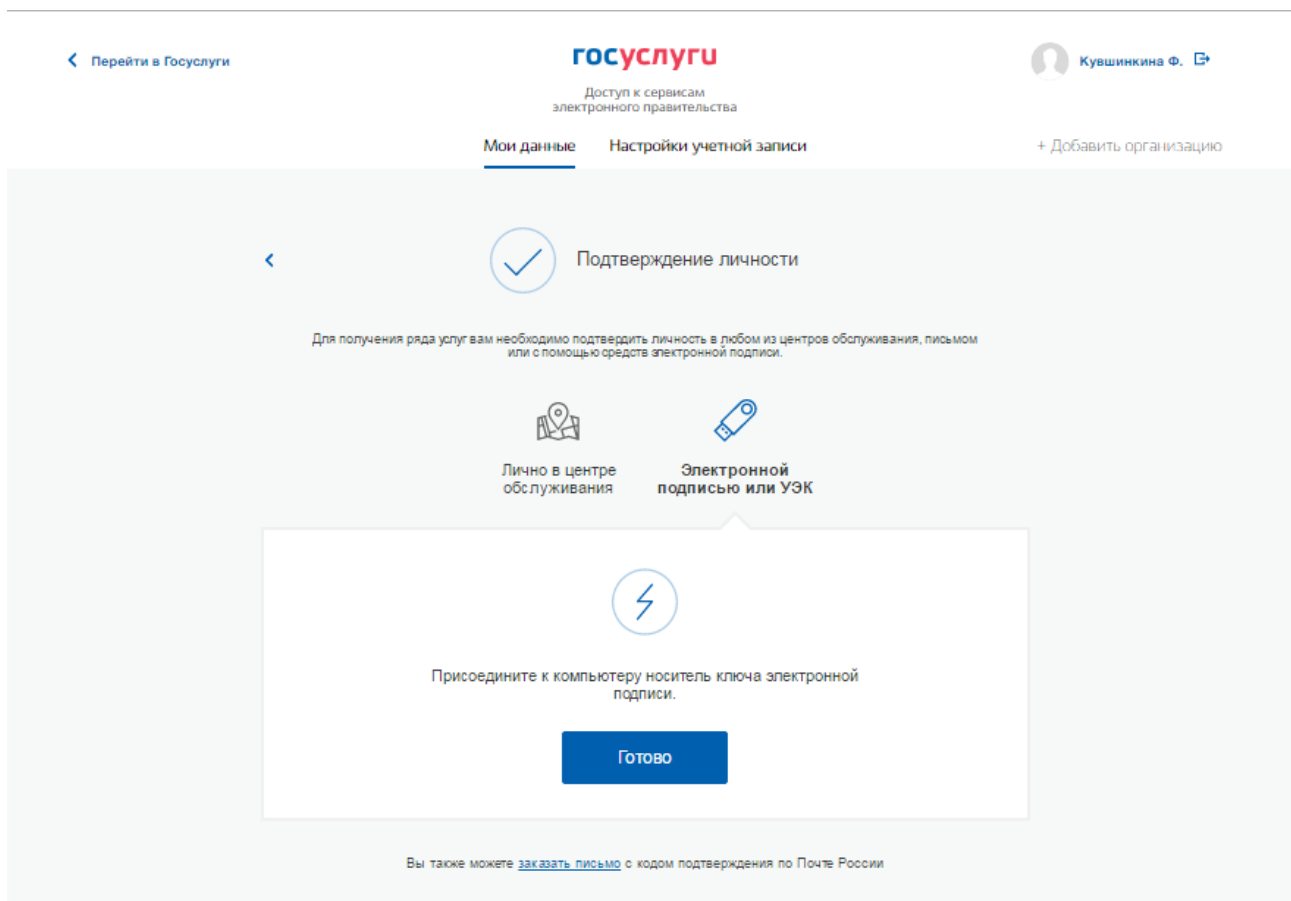 Перейти в Госуслуги
госуслуги
Кувшинкина Ф.
Доступ к сервисам
электронного правительства
Мои данные
Настройки учетной записи
+ Добавить организацию
Подтверждение личности
Для получения ряда услуг вам необходимо подтвердить личность в любом из центров обслуживания, письмом
или с помощью средств электронной подписи.
Лично в центре
обслуживания
Электронной
подписью или УЭК
Присоедините к компьютеру носитель ключа электронной
подписи.
Готово
Вы также можете заказать письмо с кодом подтверждения по Почте России